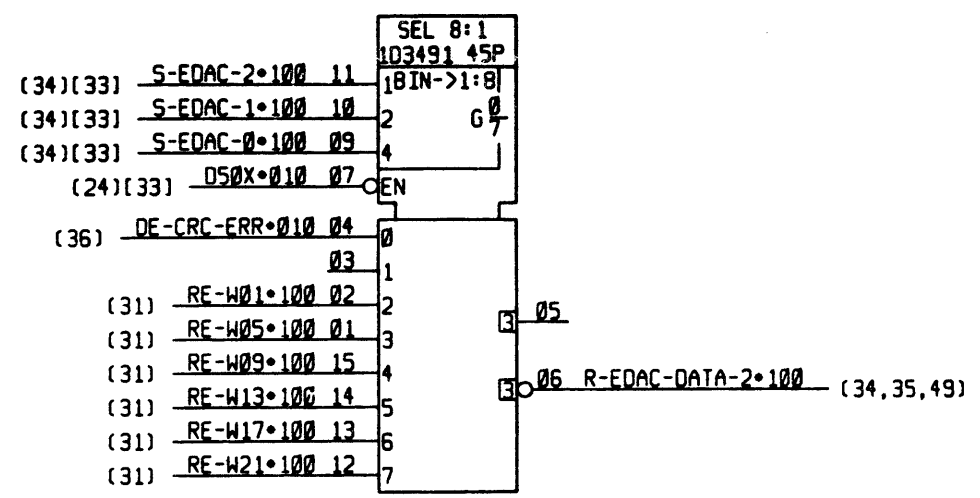 SEL 8:1
1D3491 45P
(34)[33] S-EDAC-2•100 11 1 BIN->1:8
(34)[33] S-EDAC-1•100 10 2 G 0/7
(34)[33] S-EDAC-0•100 09 4
(24)[33] D50X•010 07 EN
(36) DE-CRC-ERR•010 04 0
03 1
(31) RE-W01•100 02 2
3 05
(31) RE-W05•100 01 3
(31) RE-W09•100 15 4
3 06 R-EDAC-DATA-2•100 (34,35,49)
(31) RE-W13•100 14 5
(31) RE-W17•100 13 6
(31) RE-W21•100 12 7